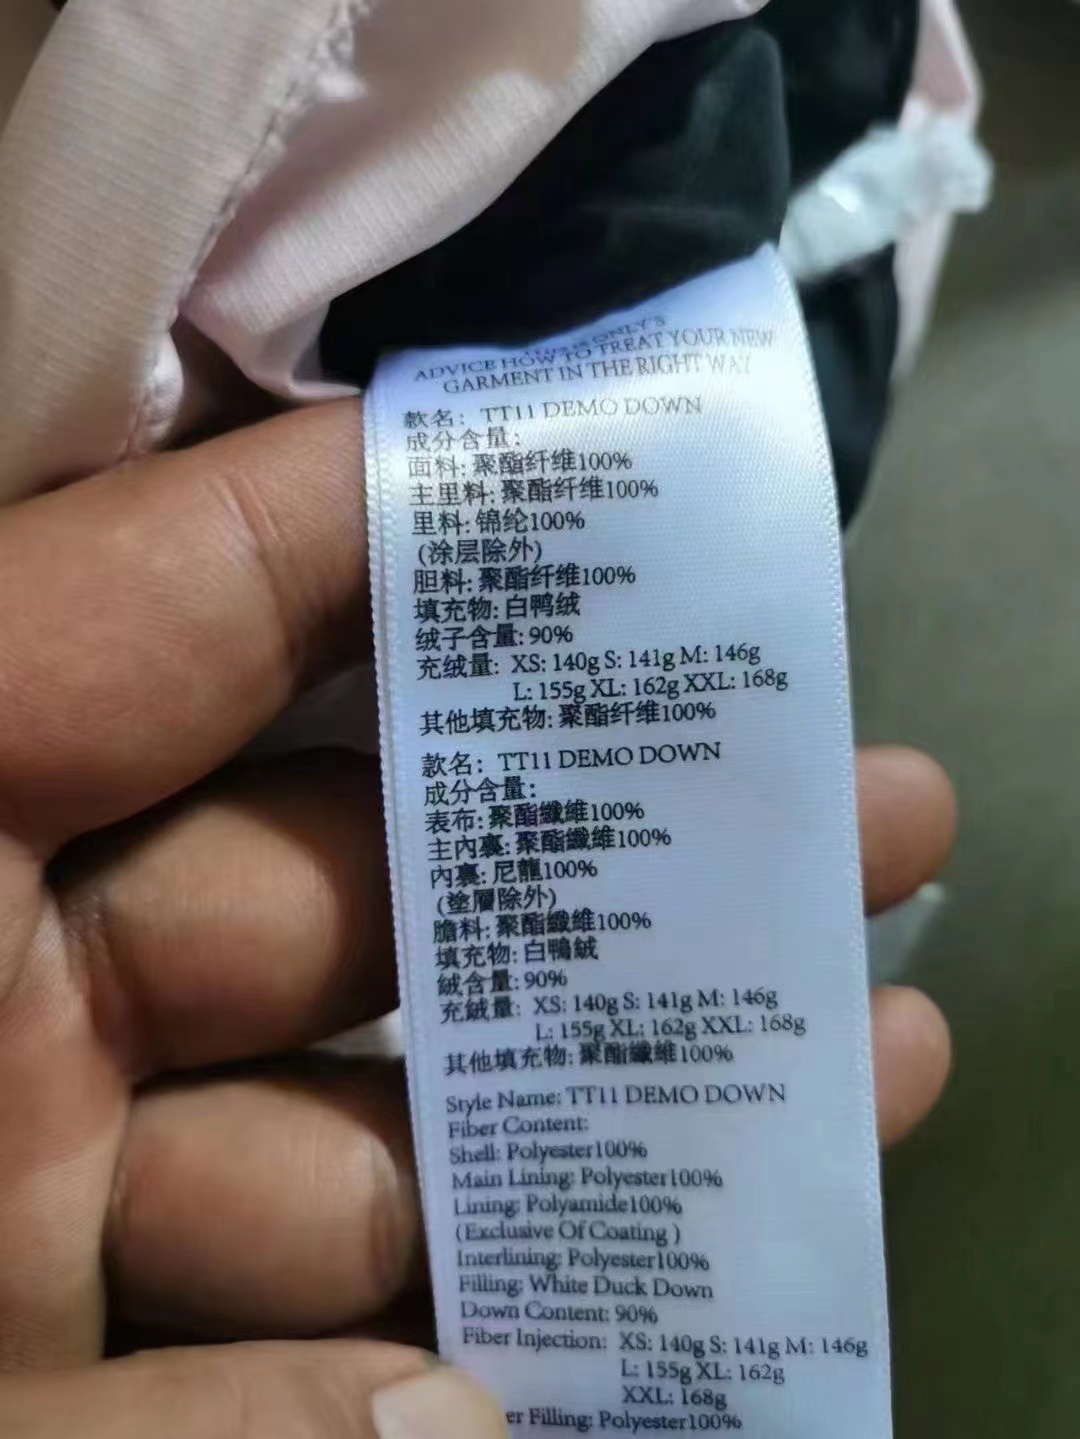 ONLY'S
ADVICE HOW TO TREAT YOUR NEW
GARMENT IN THE RIGHT WAY
款名: TT11 DEMO DOWN
成分含量:
面料: 聚酯纤维100%
主里料: 聚酯纤维100%
里料: 锦纶100%
(涂层除外)
胆料: 聚酯纤维100%
填充物: 白鸭绒
绒子含量: 90%
充绒量: XS: 140g S: 141g M: 146g
L: 155g XL: 162g XXL: 168g
其他填充物: 聚酯纤维100%
款名: TT11 DEMO DOWN
成分含量:
表布: 聚酯纖維100%
主內裏: 聚酯纖維100%
內裏: 尼龍100%
(塗層除外)
膽料: 聚酯纖維100%
填充物: 白鴨絨
絨含量: 90%
充絨量: XS: 140g S: 141g M: 146g
L: 155g XL: 162g XXL: 168g
其他填充物: 聚酯纖維100%
Style Name: TT11 DEMO DOWN
Fiber Content:
Shell: Polyester100%
Main Lining: Polyester100%
Lining: Polyamide100%
(Exclusive Of Coating )
Interlining: Polyester100%
Filling: White Duck Down
Down Content: 90%
Fiber Injection: XS: 140g S: 141g M: 146g
L: 155g XL: 162g
XXL: 168g
er Filling: Polyester100%